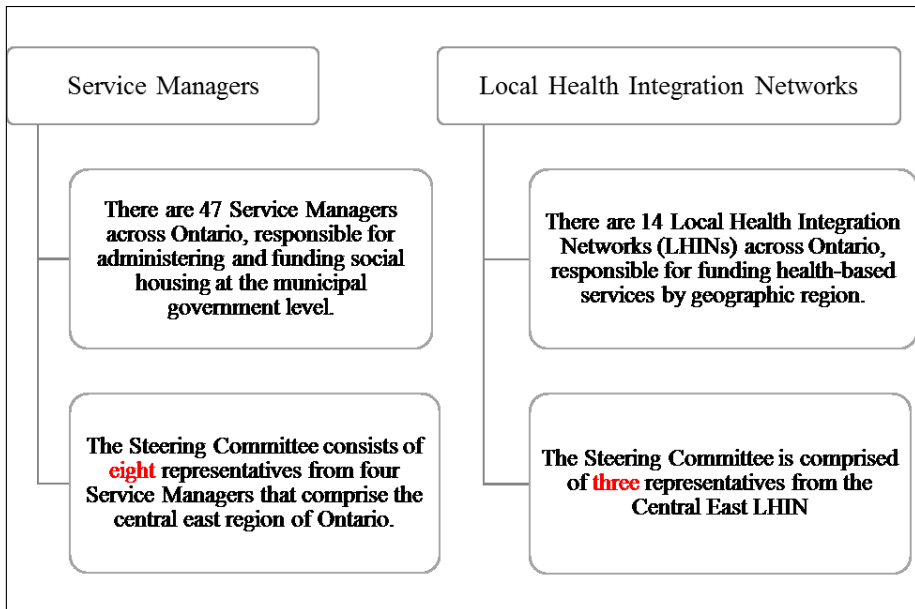 Service Managers
There are 47 Service Managers
across Ontario, responsible for
administering and funding social
housing at the municipal
government level.
The Steering Committee consists of
eight representatives from four
Service Managers that comprise the
central east region of Ontario.
Local Health Integration Networks
There are 14 Local Health Integration
Networks (LHINs) across Ontario,
responsible for funding health-based
services by geographic region.
The Steering Committee is comprised
of three representatives from the
Central East LHIN